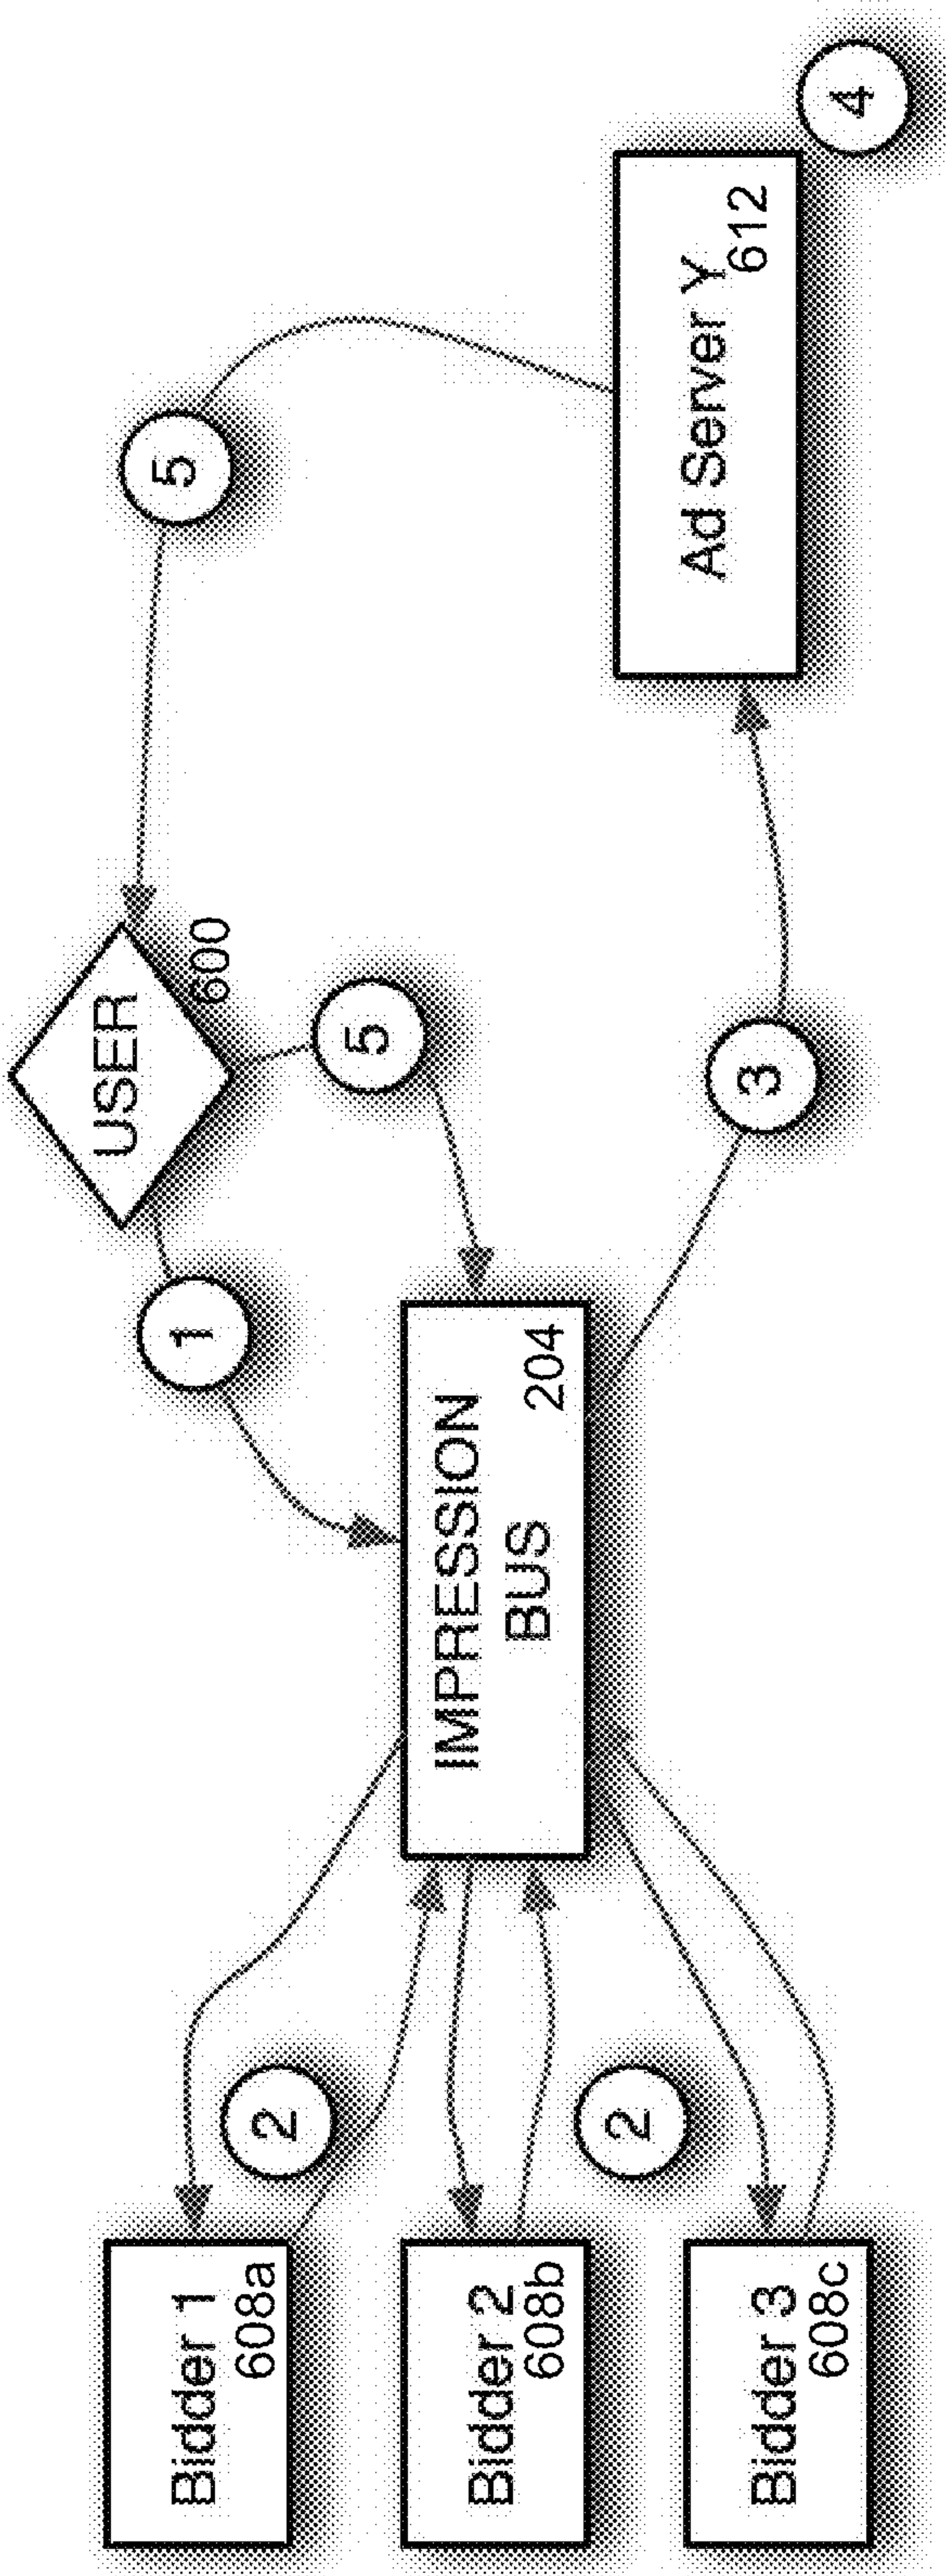 USER
600
1
5
5
Bidder 1
608a
2
Bidder 2
608b
2
Bidder 3
608c
IMPRESSION
BUS
204
3
Ad Server Y
612
4